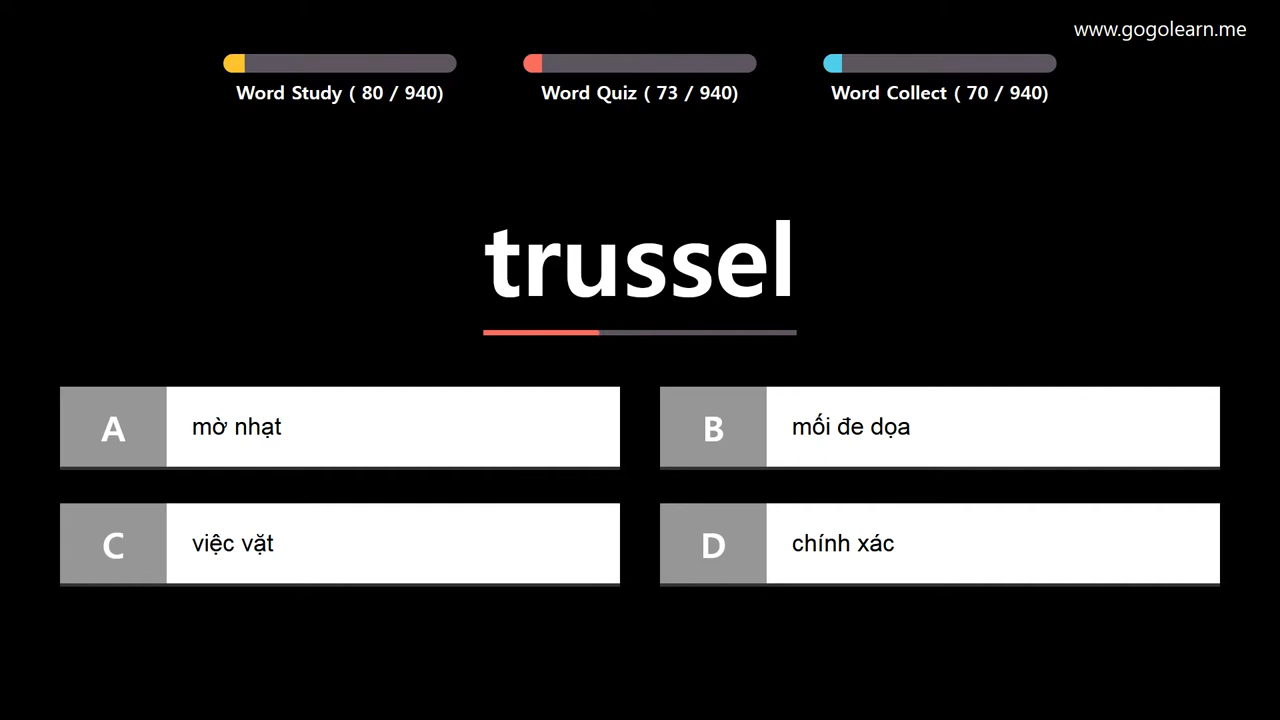 www.gogolearn.me
Word Study ( 80 / 940)
Word Quiz ( 73 / 940)
Word Collect ( 70 / 940)
trussel
A
mờ nhạt
B
mối đe dọa
C
việc vặt
D
chính xác